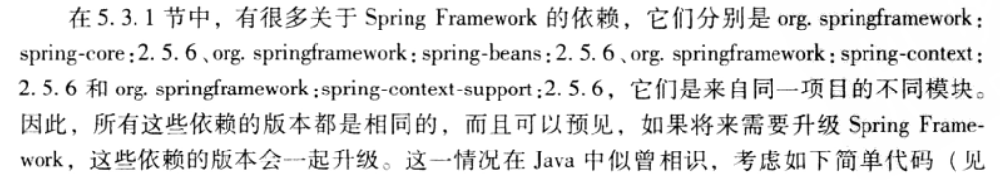 在 5.3.1 节中，有很多关于 Spring Framework 的依赖，它们分别是 org. springframework:
spring-core:2.5.6、org. springframework:spring-beans:2.5.6、org. springframework:spring-context:
2.5.6 和 org. springframework:spring-context-support:2.5.6，它们是来自同一项目的不同模块。
因此，所有这些依赖的版本都是相同的，而且可以预见，如果将来需要升级 Spring Frame-
work，这些依赖的版本会一起升级。这一情况在 Java 中似曾相识，考虑如下简单代码（见